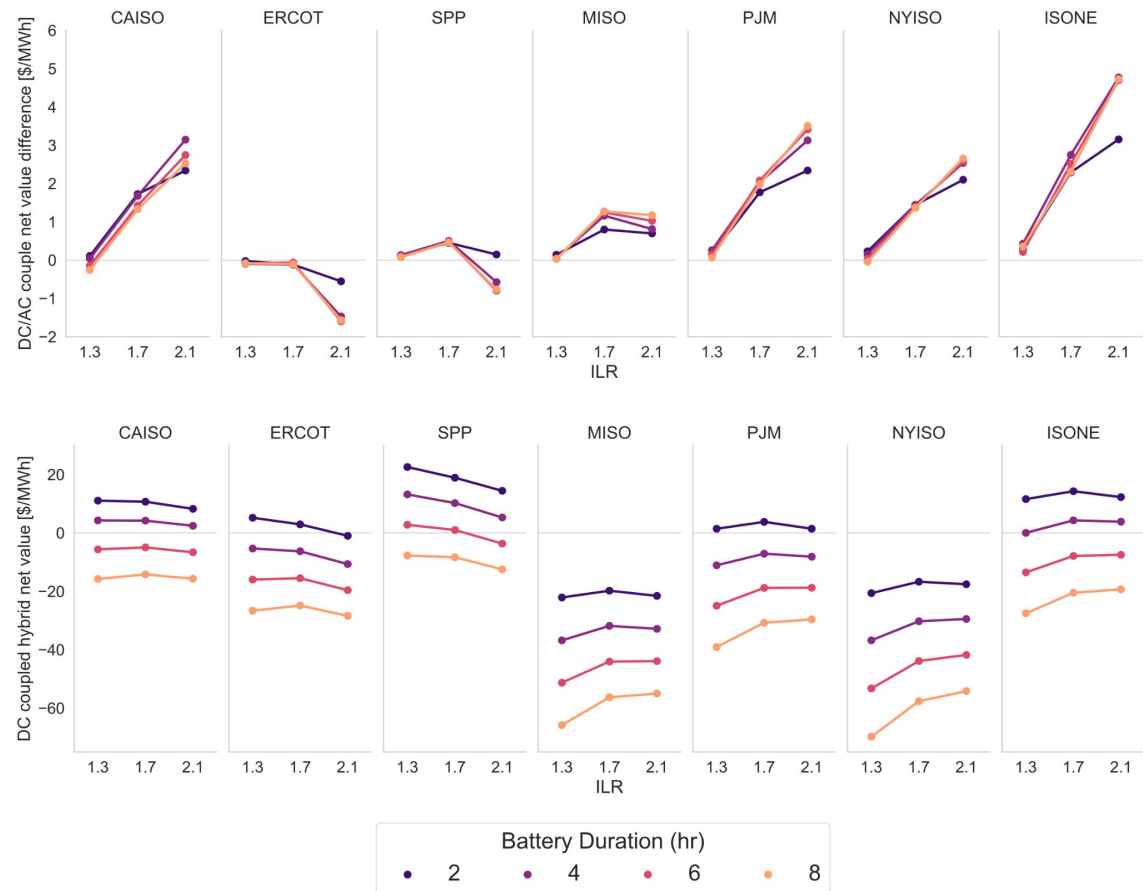 CAISO ERCOT SPP MISO PJM NYISO ISONE
DC/AC couple net value difference [$/MWh]
6
5
4
3
2
1
0
−1
−2
1.3 1.7 2.1 1.3 1.7 2.1 1.3 1.7 2.1 1.3 1.7 2.1 1.3 1.7 2.1 1.3 1.7 2.1 1.3 1.7 2.1
ILR
CAISO ERCOT SPP MISO PJM NYISO ISONE
DC coupled hybrid net value [$/MWh]
20
0
−20
−40
−60
1.3 1.7 2.1 1.3 1.7 2.1 1.3 1.7 2.1 1.3 1.7 2.1 1.3 1.7 2.1 1.3 1.7 2.1 1.3 1.7 2.1
ILR
Battery Duration (hr)
2 4 6 8